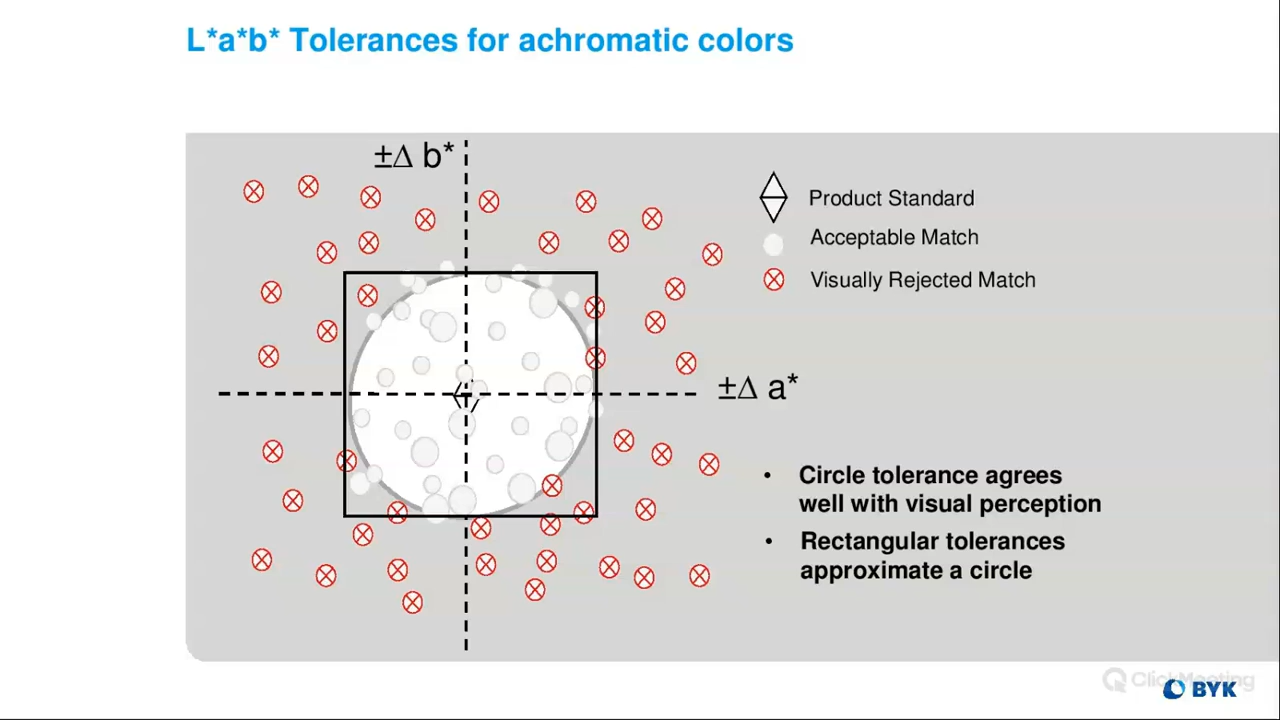 L*a*b* Tolerances for achromatic colors
±Δ b*
Product Standard
Acceptable Match
Visually Rejected Match
±Δ a*
• Circle tolerance agrees
well with visual perception
• Rectangular tolerances
approximate a circle
ClickMeeting
BYK